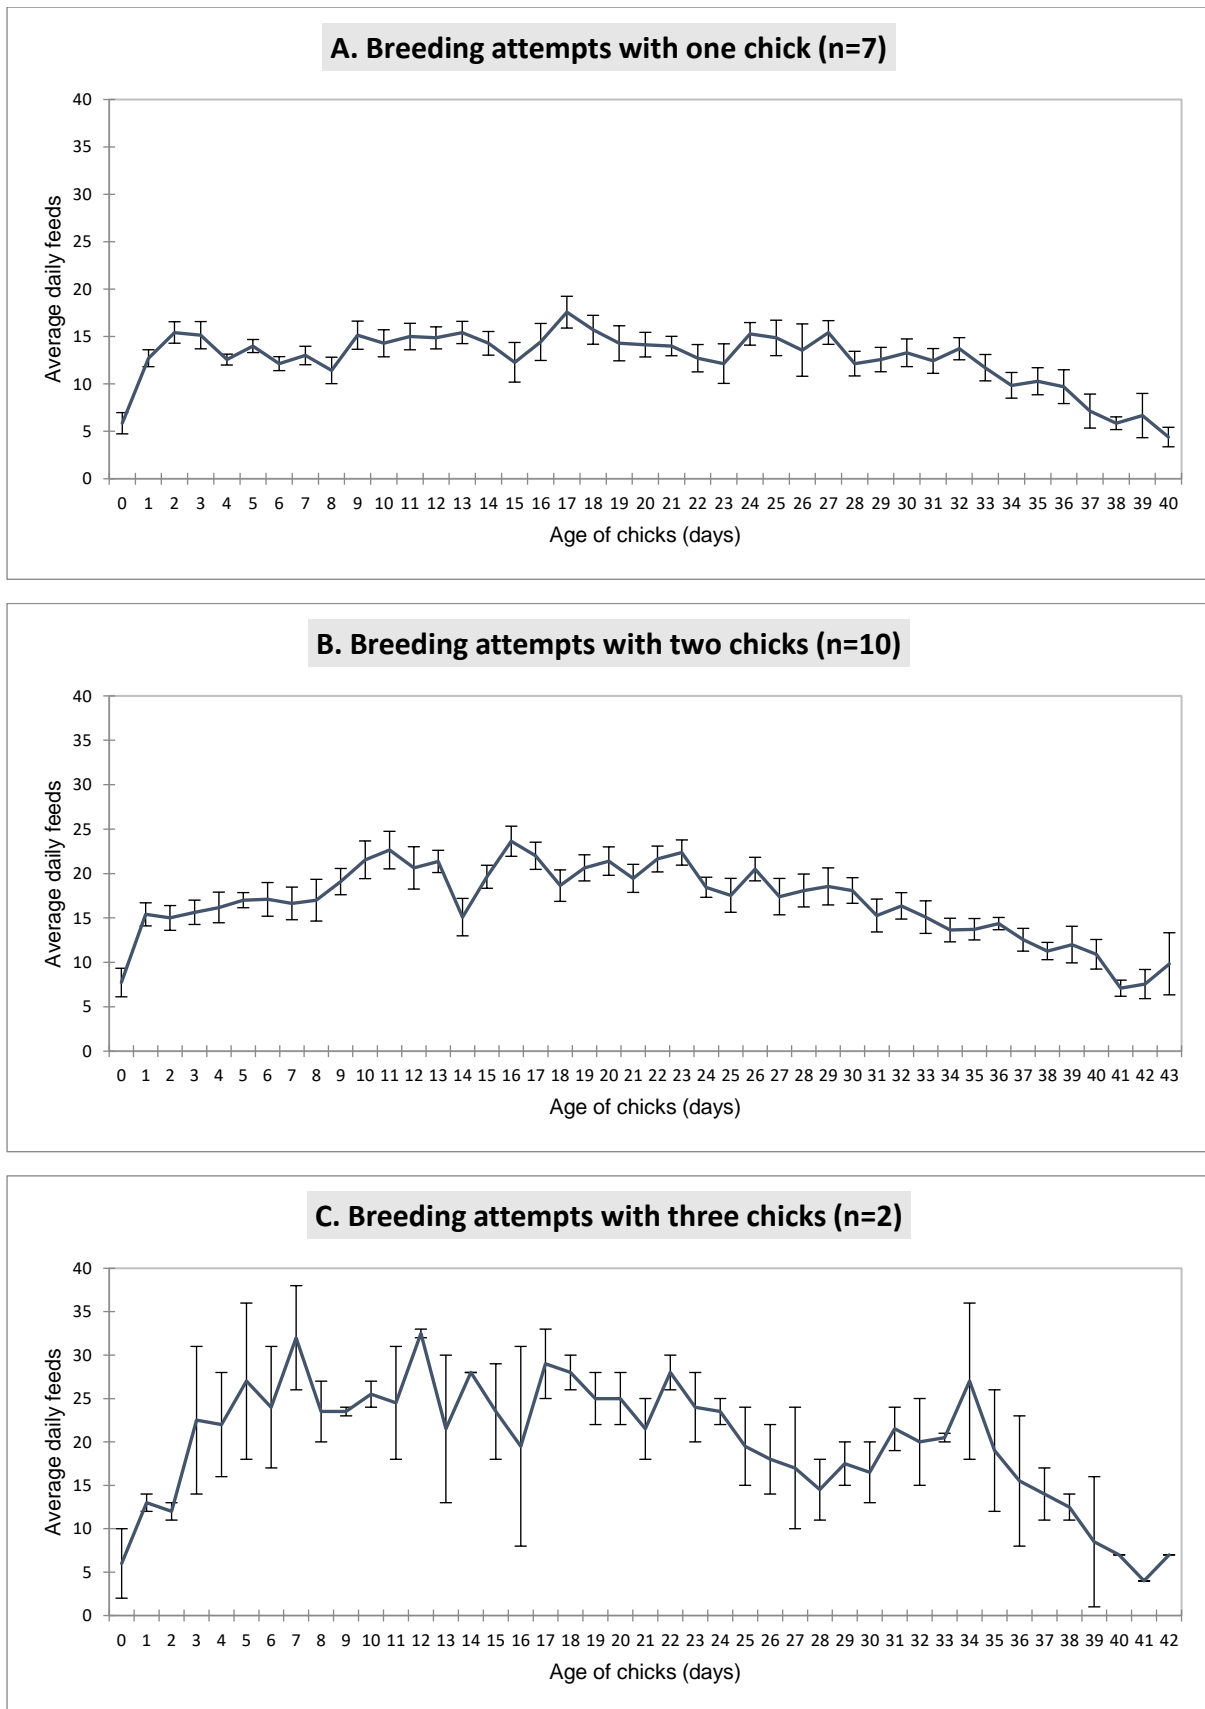 A. Breeding attempts with one chick (n=7)
40
35
30
25
20
15
10
5
0
Average daily feeds
0 1 2 3 4 5 6 7 8 9 10 11 12 13 14 15 16 17 18 19 20 21 22 23 24 25 26 27 28 29 30 31 32 33 34 35 36 37 38 39 40
Age of chicks (days)
B. Breeding attempts with two chicks (n=10)
40
35
30
25
20
15
10
5
0
Average daily feeds
0 1 2 3 4 5 6 7 8 9 10 11 12 13 14 15 16 17 18 19 20 21 22 23 24 25 26 27 28 29 30 31 32 33 34 35 36 37 38 39 40 41 42 43
Age of chicks (days)
C. Breeding attempts with three chicks (n=2)
40
35
30
25
20
15
10
5
0
Average daily feeds
0 1 2 3 4 5 6 7 8 9 10 11 12 13 14 15 16 17 18 19 20 21 22 23 24 25 26 27 28 29 30 31 32 33 34 35 36 37 38 39 40 41 42
Age of chicks (days)